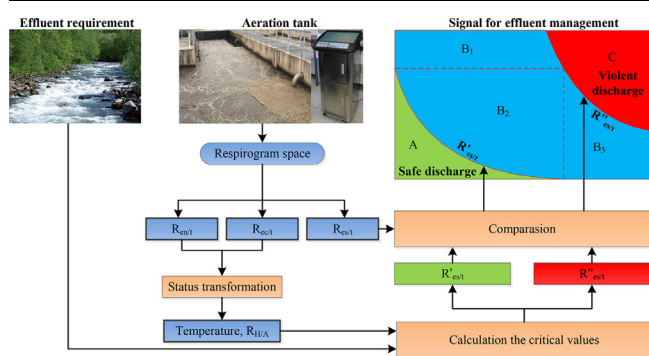 Effluent requirement
Aeration tank
Signal for effluent management
B₁
C
Violent
discharge
B₂
R''es/t
R'es/t
A
B₃
Safe discharge
Respirogram space
Ren/t
Rec/t
Res/t
Comparasion
Status transformation
R'es/t
R''es/t
Temperature, RH/A
Calculation the critical values